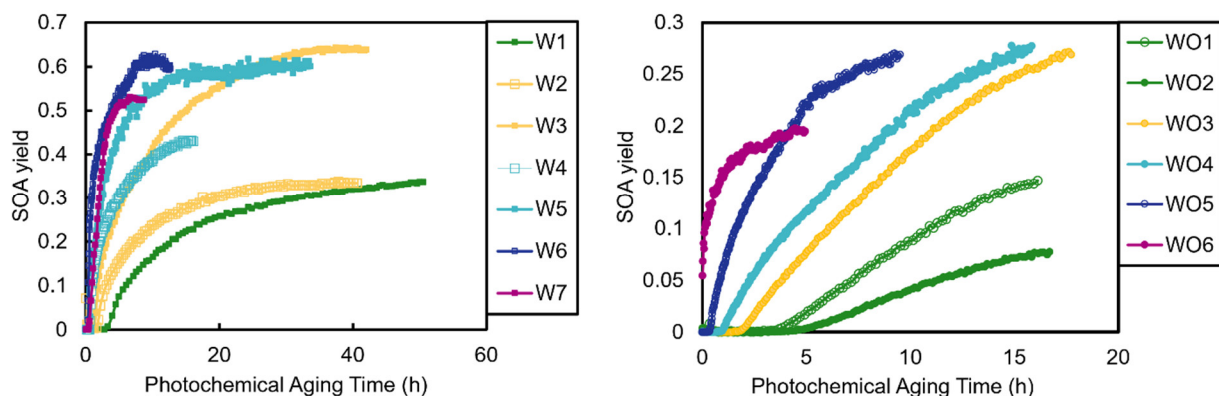 SOA yield
0.7
0.6
0.5
0.4
0.3
0.2
0.1
0
0
20
40
60
Photochemical Aging Time (h)
W1
W2
W3
W4
W5
W6
W7
SOA yield
0.3
0.25
0.2
0.15
0.1
0.05
0
0
5
10
15
20
Photochemical Aging Time (h)
WO1
WO2
WO3
WO4
WO5
WO6